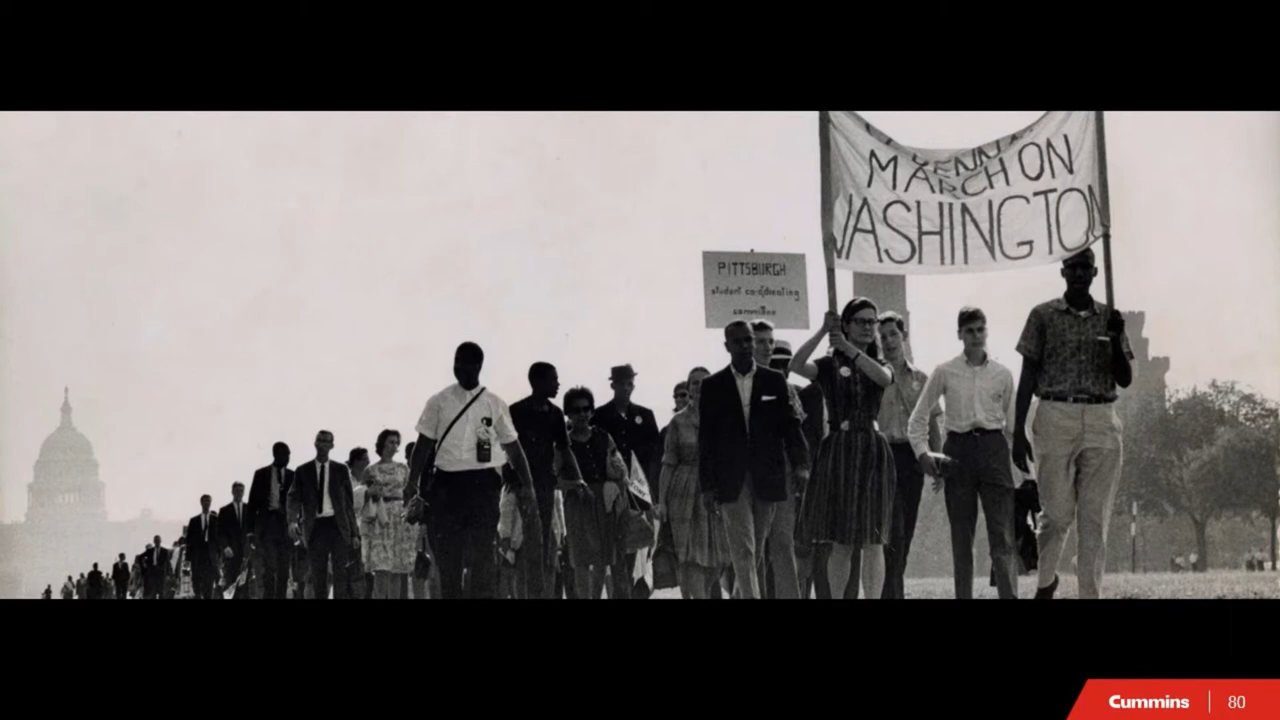 MARCH ON
WASHINGTON
PITTSBURGH
student co-ordinating
committee
Cummins
80